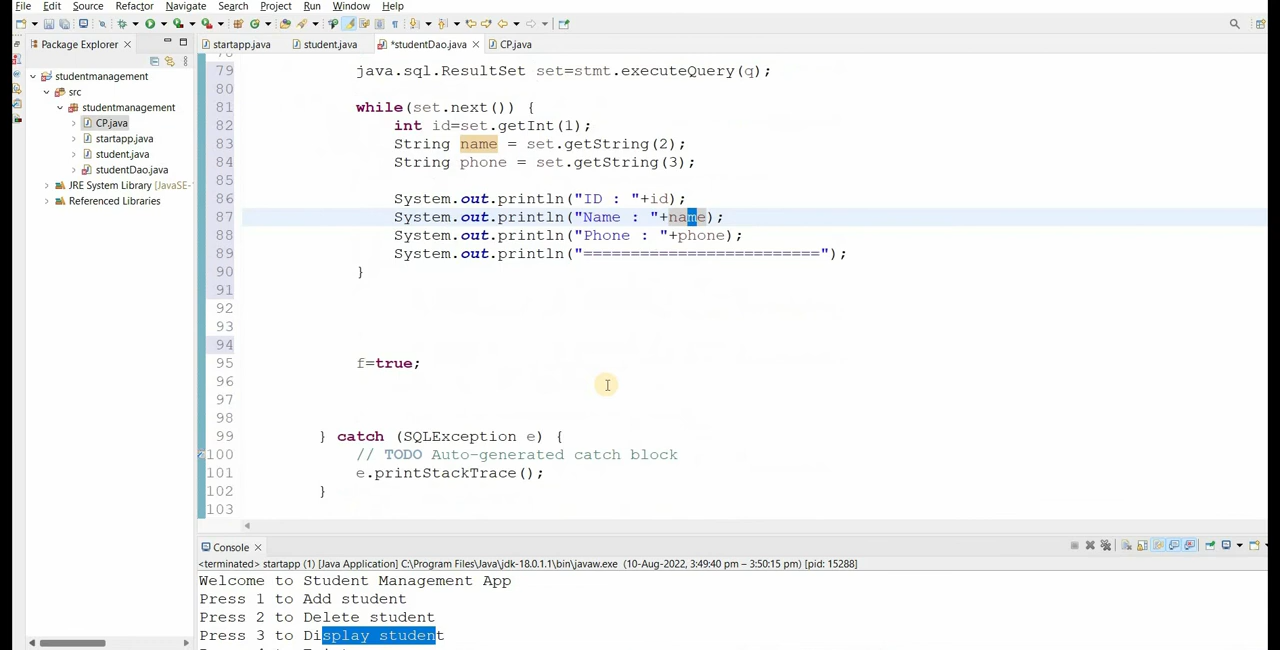 File Edit Source Refactor Navigate Search Project Run Window Help
Package Explorer
startapp.java student.java *studentDao.java CP.java
studentmanagement
src
studentmanagement
CP.java
startapp.java
student.java
studentDao.java
JRE System Library [JavaSE-
Referenced Libraries
79 java.sql.ResultSet set=stmt.executeQuery(q);
80
81 while(set.next()) {
82 int id=set.getInt(1);
83 String name = set.getString(2);
84 String phone = set.getString(3);
85
86 System.out.println("ID : "+id);
87 System.out.println("Name : "+name);
88 System.out.println("Phone : "+phone);
89 System.out.println("=========================");
90 }
91
92
93
94
95 f=true;
96
97
98
99 } catch (SQLException e) {
100 // TODO Auto-generated catch block
101 e.printStackTrace();
102 }
103
Console
<terminated> startapp (1) [Java Application] C:\Program Files\Java\jdk-18.0.1.1\bin\javaw.exe (10-Aug-2022, 3:49:40 pm – 3:50:15 pm) [pid: 15288]
Welcome to Student Management App
Press 1 to Add student
Press 2 to Delete student
Press 3 to Display student